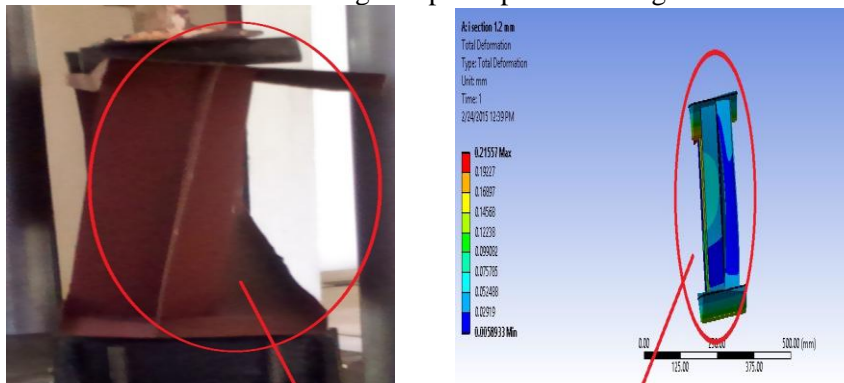 A: i section 1.2 mm
Total Deformation
Type: Total Deformation
Unit: mm
Time: 1
2/24/2015 12:39 PM
0.21557 Max
0.19227
0.16897
0.14568
0.12238
0.099082
0.075785
0.052488
0.02919
0.0058933 Min
0.00
250.00
500.00 (mm)
125.00
375.00